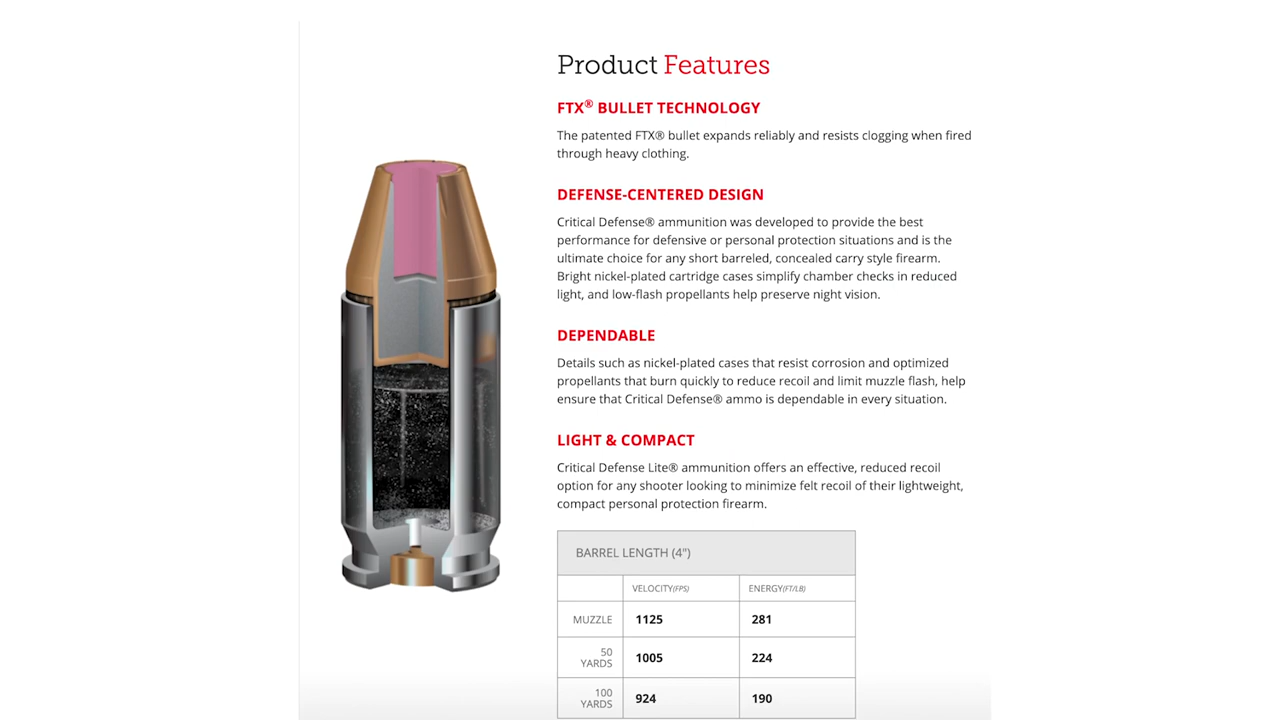 Product Features
FTX® BULLET TECHNOLOGY
The patented FTX® bullet expands reliably and resists clogging when fired
through heavy clothing.
DEFENSE-CENTERED DESIGN
Critical Defense® ammunition was developed to provide the best
performance for defensive or personal protection situations and is the
ultimate choice for any short barreled, concealed carry style firearm.
Bright nickel-plated cartridge cases simplify chamber checks in reduced
light, and low-flash propellants help preserve night vision.
DEPENDABLE
Details such as nickel-plated cases that resist corrosion and optimized
propellants that burn quickly to reduce recoil and limit muzzle flash, help
ensure that Critical Defense® ammo is dependable in every situation.
LIGHT & COMPACT
Critical Defense Lite® ammunition offers an effective, reduced recoil
option for any shooter looking to minimize felt recoil of their lightweight,
compact personal protection firearm.
BARREL LENGTH (4")
VELOCITY(FPS) ENERGY(FT/LB)
MUZZLE 1125 281
50
YARDS 1005 224
100
YARDS 924 190